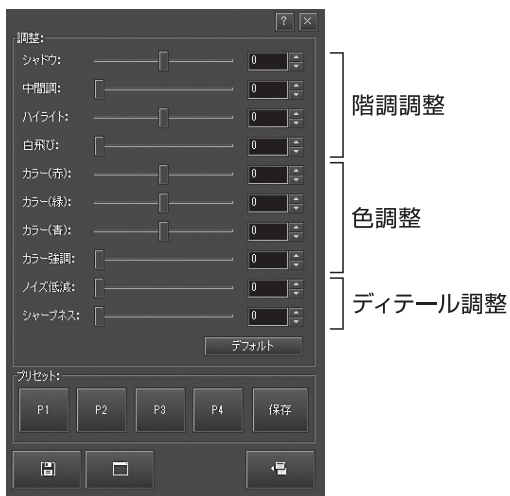 ? ×
調整:
シャドウ: 0
中間調: 0
ハイライト: 0
白飛び: 0
階調調整
カラー(赤): 0
カラー(緑): 0
カラー(青): 0
カラー強調: 0
色調整
ノイズ低減: 0
シャープネス: 0
ディテール調整
デフォルト
プリセット:
P1 P2 P3 P4 保存